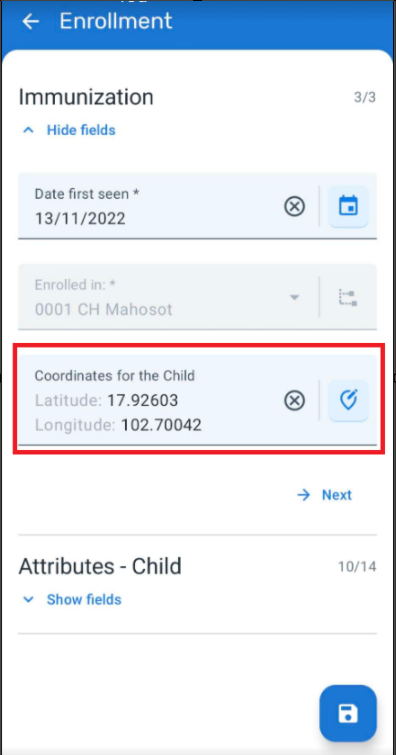 Enrollment
Immunization 3/3
Hide fields
Date first seen *
13/11/2022
Enrolled in: *
0001 CH Mahosot
Coordinates for the Child
Latitude: 17.92603
Longitude: 102.70042
Next
Attributes - Child 10/14
Show fields